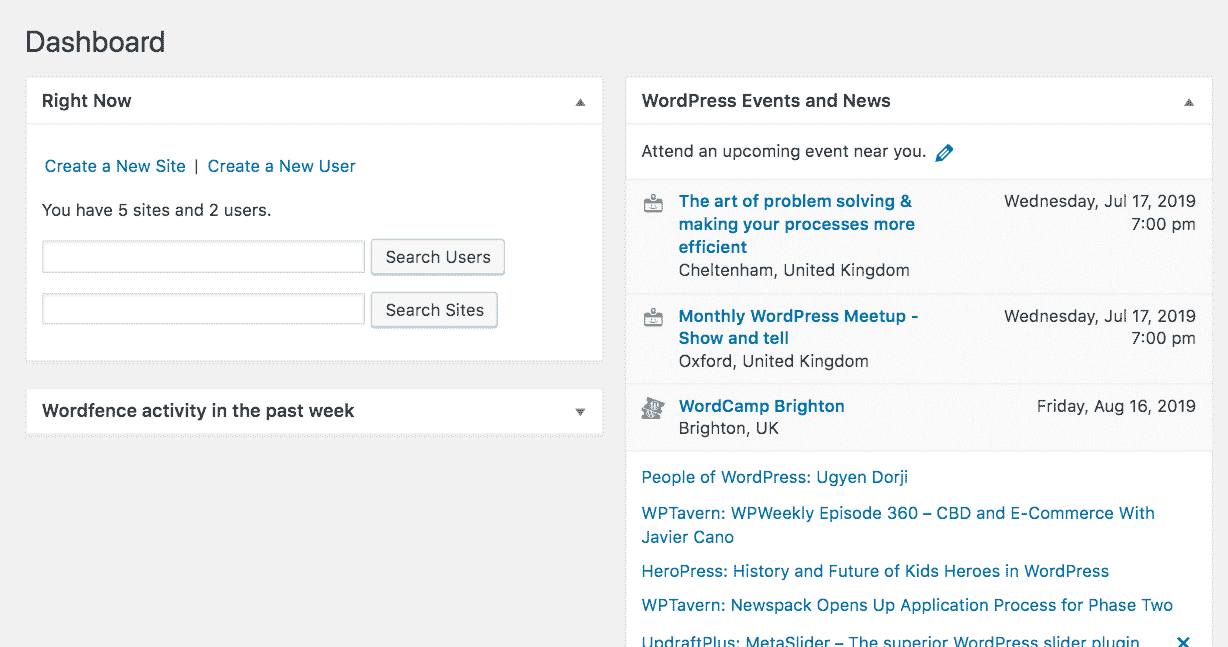 Dashboard
Right Now
Create a New Site | Create a New User
You have 5 sites and 2 users.
Search Users
Search Sites
Wordfence activity in the past week
WordPress Events and News
Attend an upcoming event near you.
The art of problem solving &
making your processes more
efficient
Cheltenham, United Kingdom
Wednesday, Jul 17, 2019
7:00 pm
Monthly WordPress Meetup -
Show and tell
Oxford, United Kingdom
Wednesday, Jul 17, 2019
7:00 pm
WordCamp Brighton
Brighton, UK
Friday, Aug 16, 2019
People of WordPress: Ugyen Dorji
WPTavern: WPWeekly Episode 360 – CBD and E-Commerce With
Javier Cano
HeroPress: History and Future of Kids Heroes in WordPress
WPTavern: Newspack Opens Up Application Process for Phase Two
UpdraftPlus: MetaSlider – The superior WordPress slider plugin